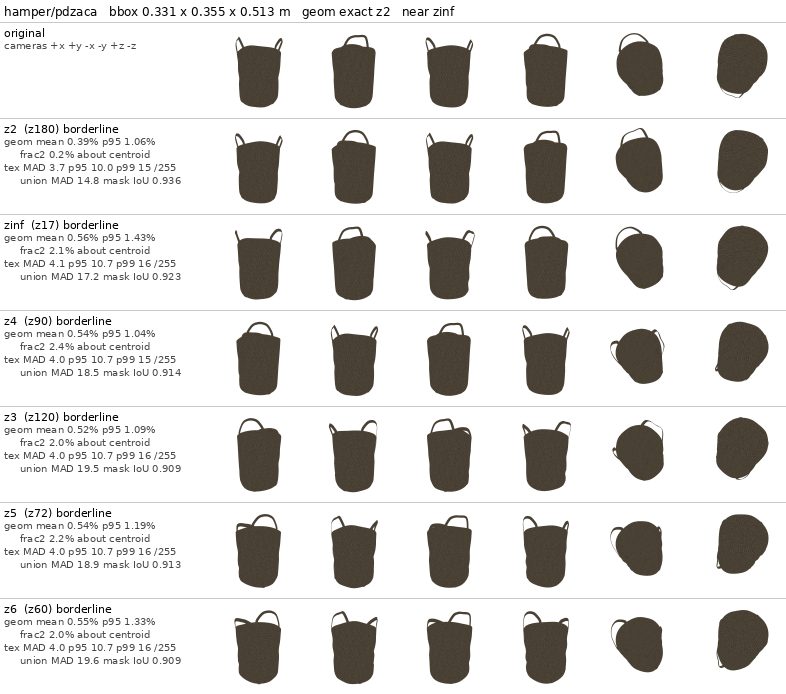 hamper/pdzaca bbox 0.331 x 0.355 x 0.513 m geom exact z2 near zinf
original
cameras +x +y -x -y +z -z
z2 (z180) borderline
geom mean 0.39% p95 1.06%
frac2 0.2% about centroid
tex MAD 3.7 p95 10.0 p99 15 /255
union MAD 14.8 mask IoU 0.936
zinf (z17) borderline
geom mean 0.56% p95 1.43%
frac2 2.1% about centroid
tex MAD 4.1 p95 10.7 p99 16 /255
union MAD 17.2 mask IoU 0.923
z4 (z90) borderline
geom mean 0.54% p95 1.04%
frac2 2.4% about centroid
tex MAD 4.0 p95 10.7 p99 15 /255
union MAD 18.5 mask IoU 0.914
z3 (z120) borderline
geom mean 0.52% p95 1.09%
frac2 2.0% about centroid
tex MAD 4.0 p95 10.7 p99 16 /255
union MAD 19.5 mask IoU 0.909
z5 (z72) borderline
geom mean 0.54% p95 1.19%
frac2 2.2% about centroid
tex MAD 4.0 p95 10.7 p99 16 /255
union MAD 18.9 mask IoU 0.913
z6 (z60) borderline
geom mean 0.55% p95 1.33%
frac2 2.0% about centroid
tex MAD 4.0 p95 10.7 p99 16 /255
union MAD 19.6 mask IoU 0.909